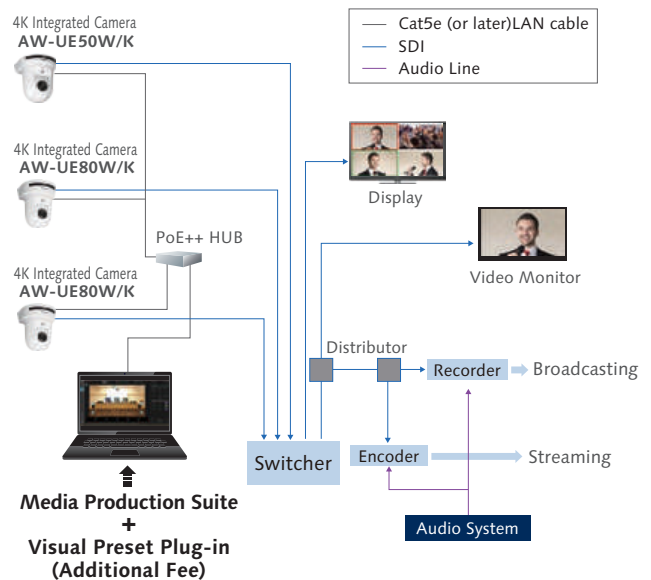 4K Integrated Camera
AW-UE50W/K
Cat5e (or later)LAN cable
SDI
Audio Line
4K Integrated Camera
AW-UE80W/K
Display
PoE++ HUB
Video Monitor
4K Integrated Camera
AW-UE80W/K
Distributor
Recorder
Broadcasting
Switcher
Encoder
Streaming
Media Production Suite
+
Visual Preset Plug-in
(Additional Fee)
Audio System